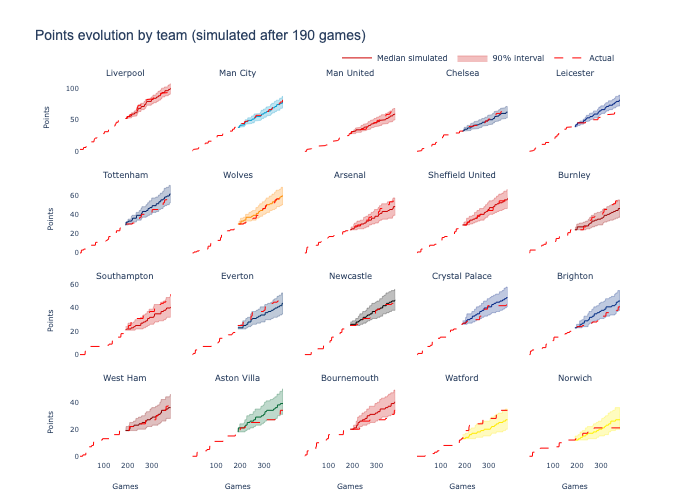 Points evolution by team (simulated after 190 games)
Median simulated 90% interval Actual
Liverpool Man City Man United Chelsea Leicester
100
50
0
Points
Tottenham Wolves Arsenal Sheffield United Burnley
60
40
20
0
Points
Southampton Everton Newcastle Crystal Palace Brighton
60
40
20
0
Points
West Ham Aston Villa Bournemouth Watford Norwich
40
20
0
Points
100 200 300 100 200 300 100 200 300 100 200 300 100 200 300
Games Games Games Games Games